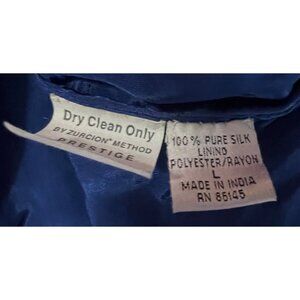 Dry Clean Only
BY ZURCION* METHOD
PRESTIGE
100% PURE SILK
LINING
POLYESTER/RAYON
L
MADE IN INDIA
RN 86145